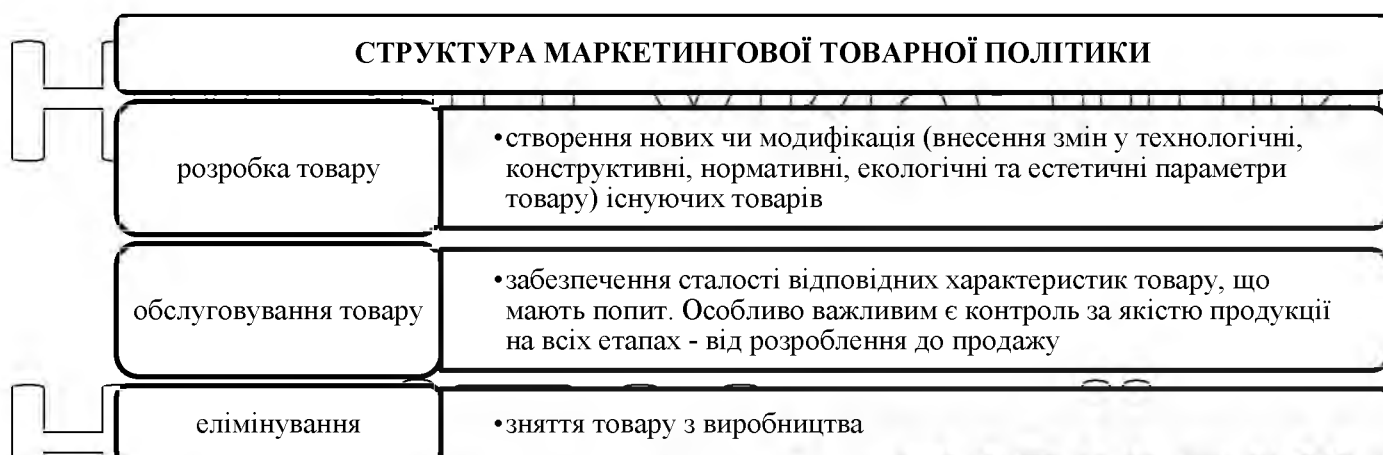 СТРУКТУРА МАРКЕТИНГОВОЇ ТОВАРНОЇ ПОЛІТИКИ
розробка товару
•створення нових чи модифікація (внесення змін у технологічні,
конструктивні, нормативні, екологічні та естетичні параметри
товару) існуючих товарів
обслуговування товару
•забезпечення сталості відповідних характеристик товару, що
мають попит. Особливо важливим є контроль за якістю продукції
на всіх етапах - від розроблення до продажу
елімінування
•зняття товару з виробництва